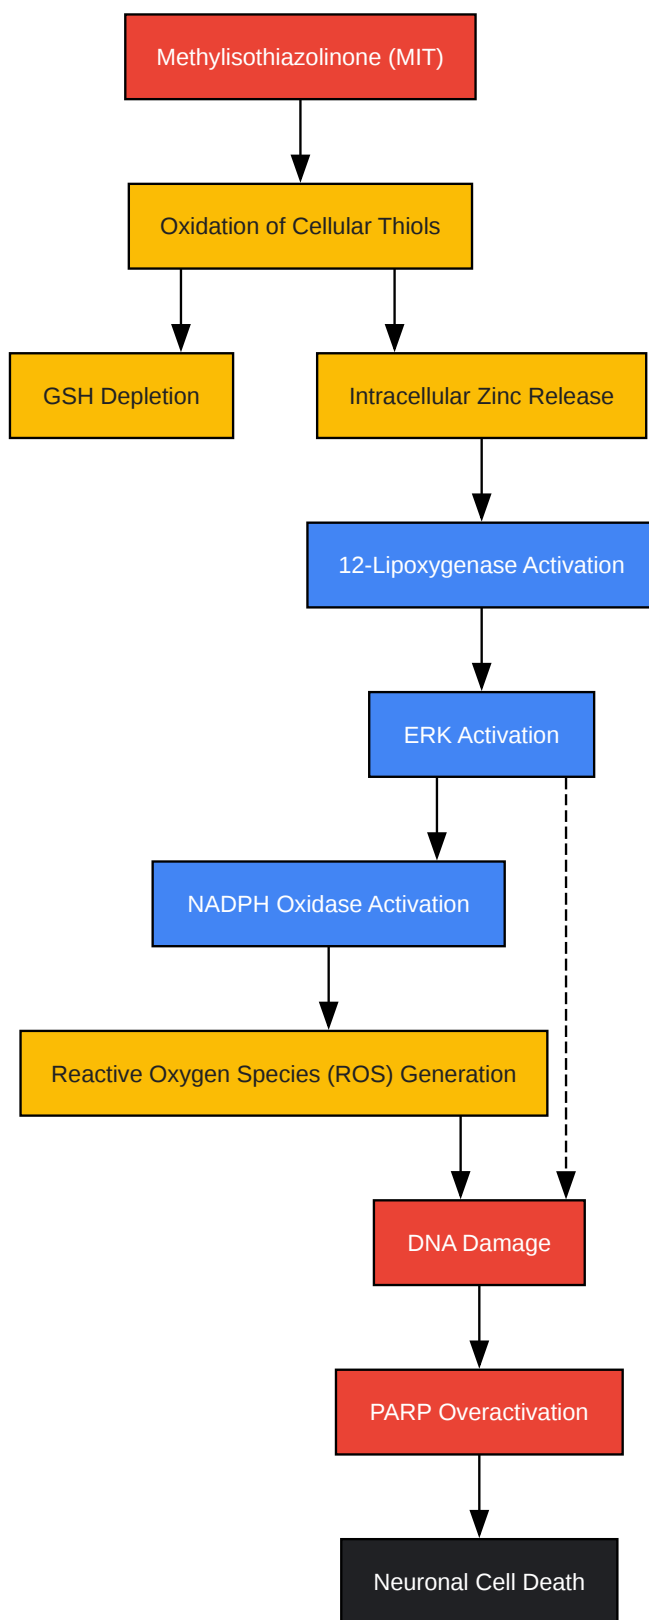 Methylisothiazolinone (MIT)
Oxidation of Cellular Thiols
GSH Depletion
Intracellular Zinc Release
12-Lipoxygenase Activation
ERK Activation
NADPH Oxidase Activation
Reactive Oxygen Species (ROS) Generation
DNA Damage
PARP Overactivation
Neuronal Cell Death